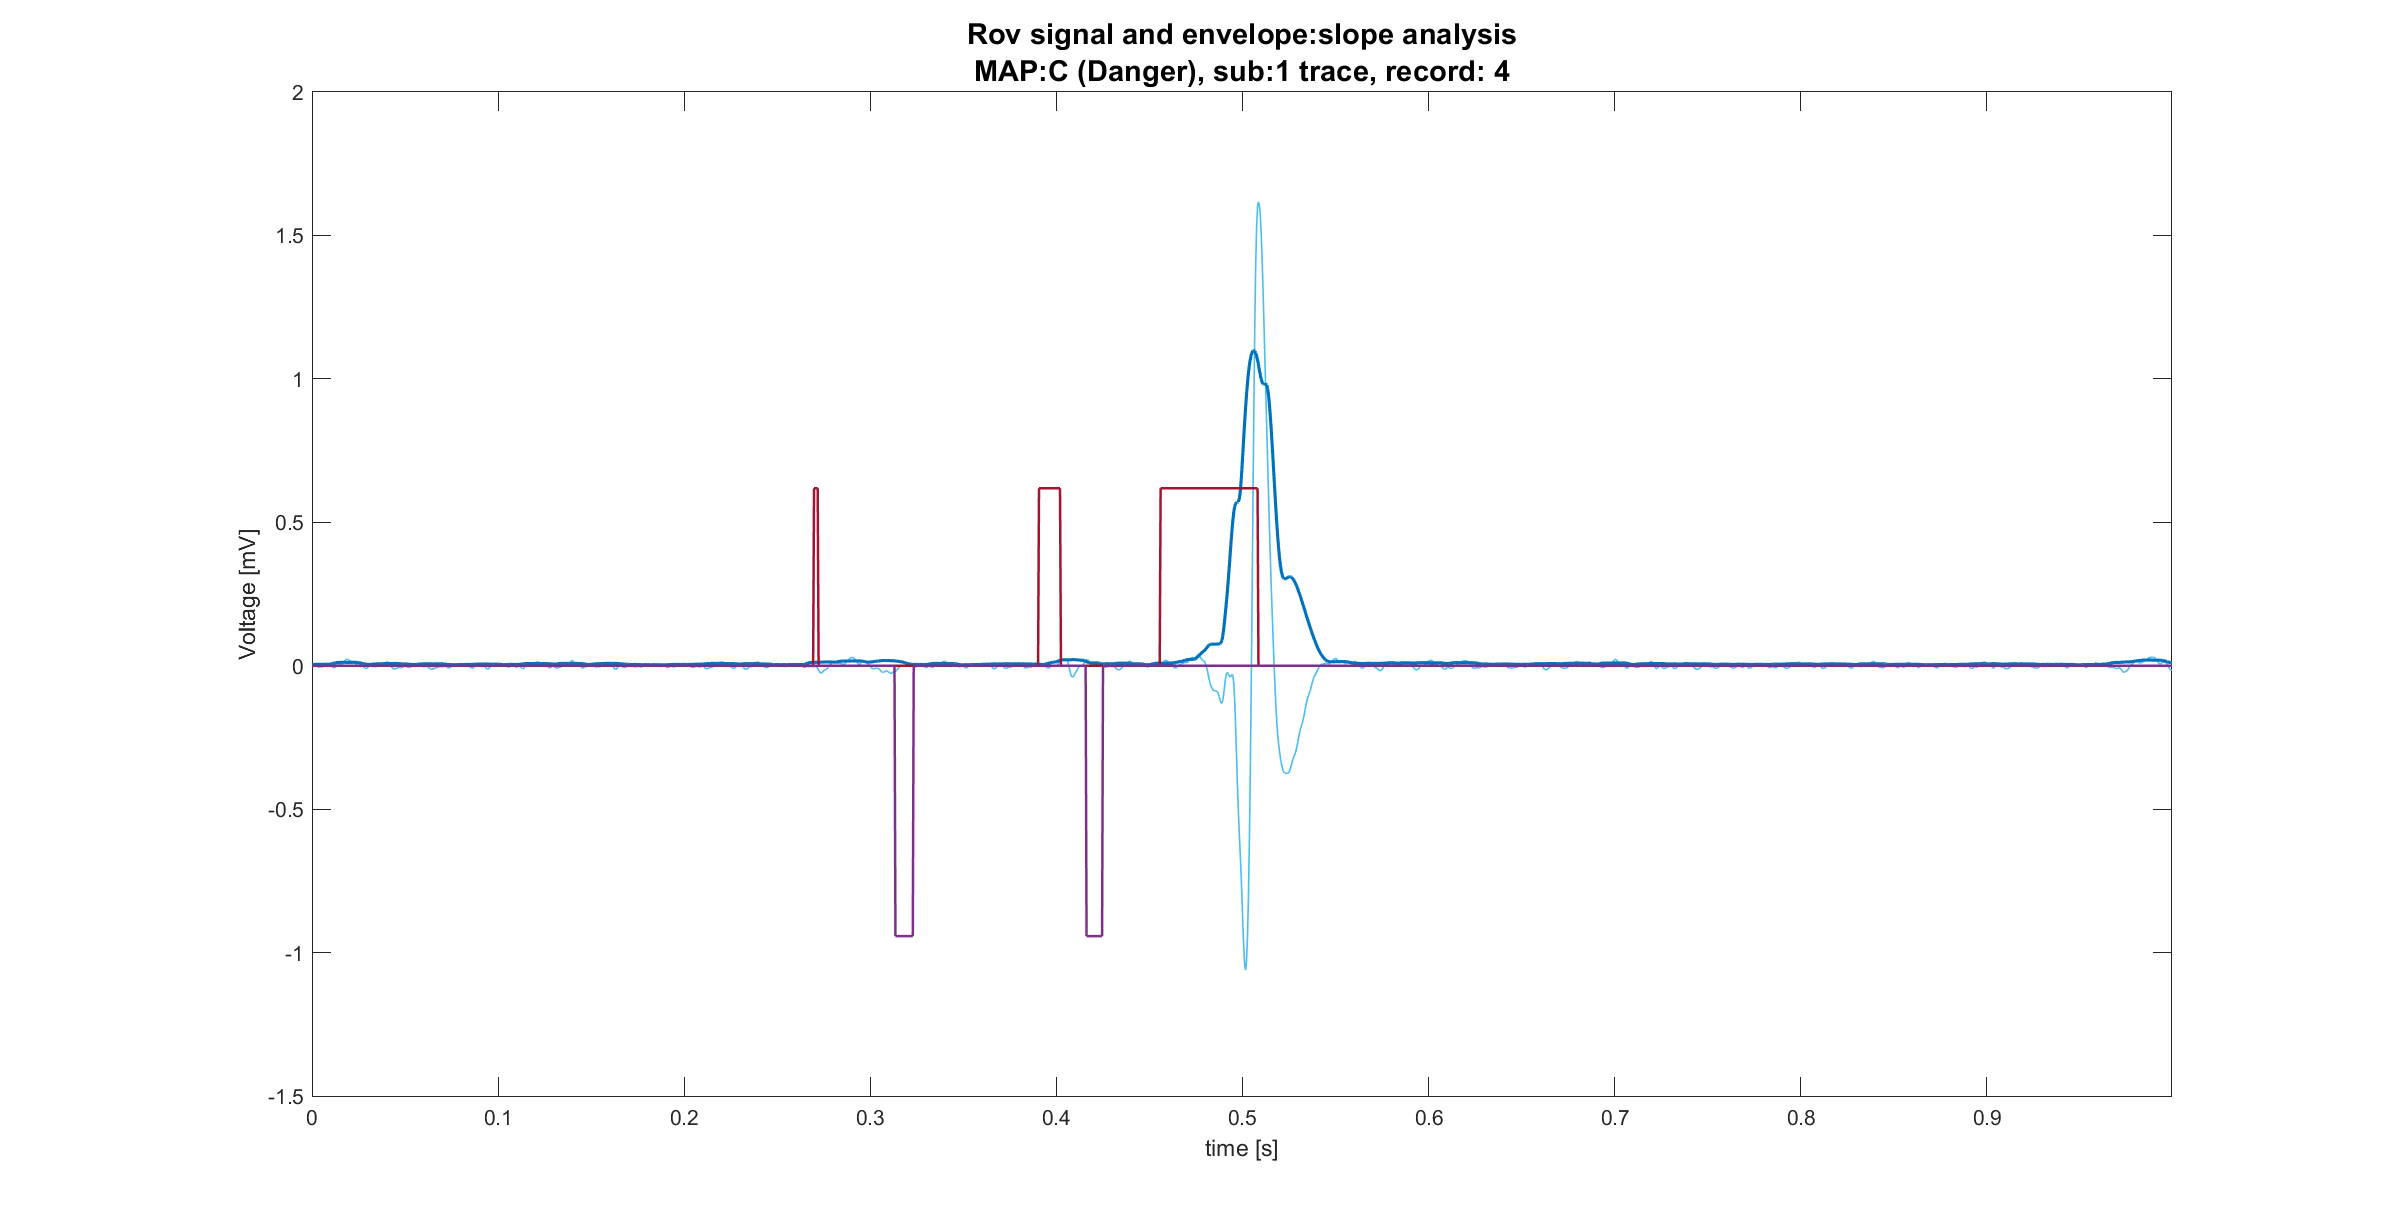 Rov signal and envelope:slope analysis
MAP:C (Danger), sub:1 trace, record: 4
2
1.5
1
0.5
0
-0.5
-1
-1.5
Voltage [mV]
0 0.1 0.2 0.3 0.4 0.5 0.6 0.7 0.8 0.9
time [s]